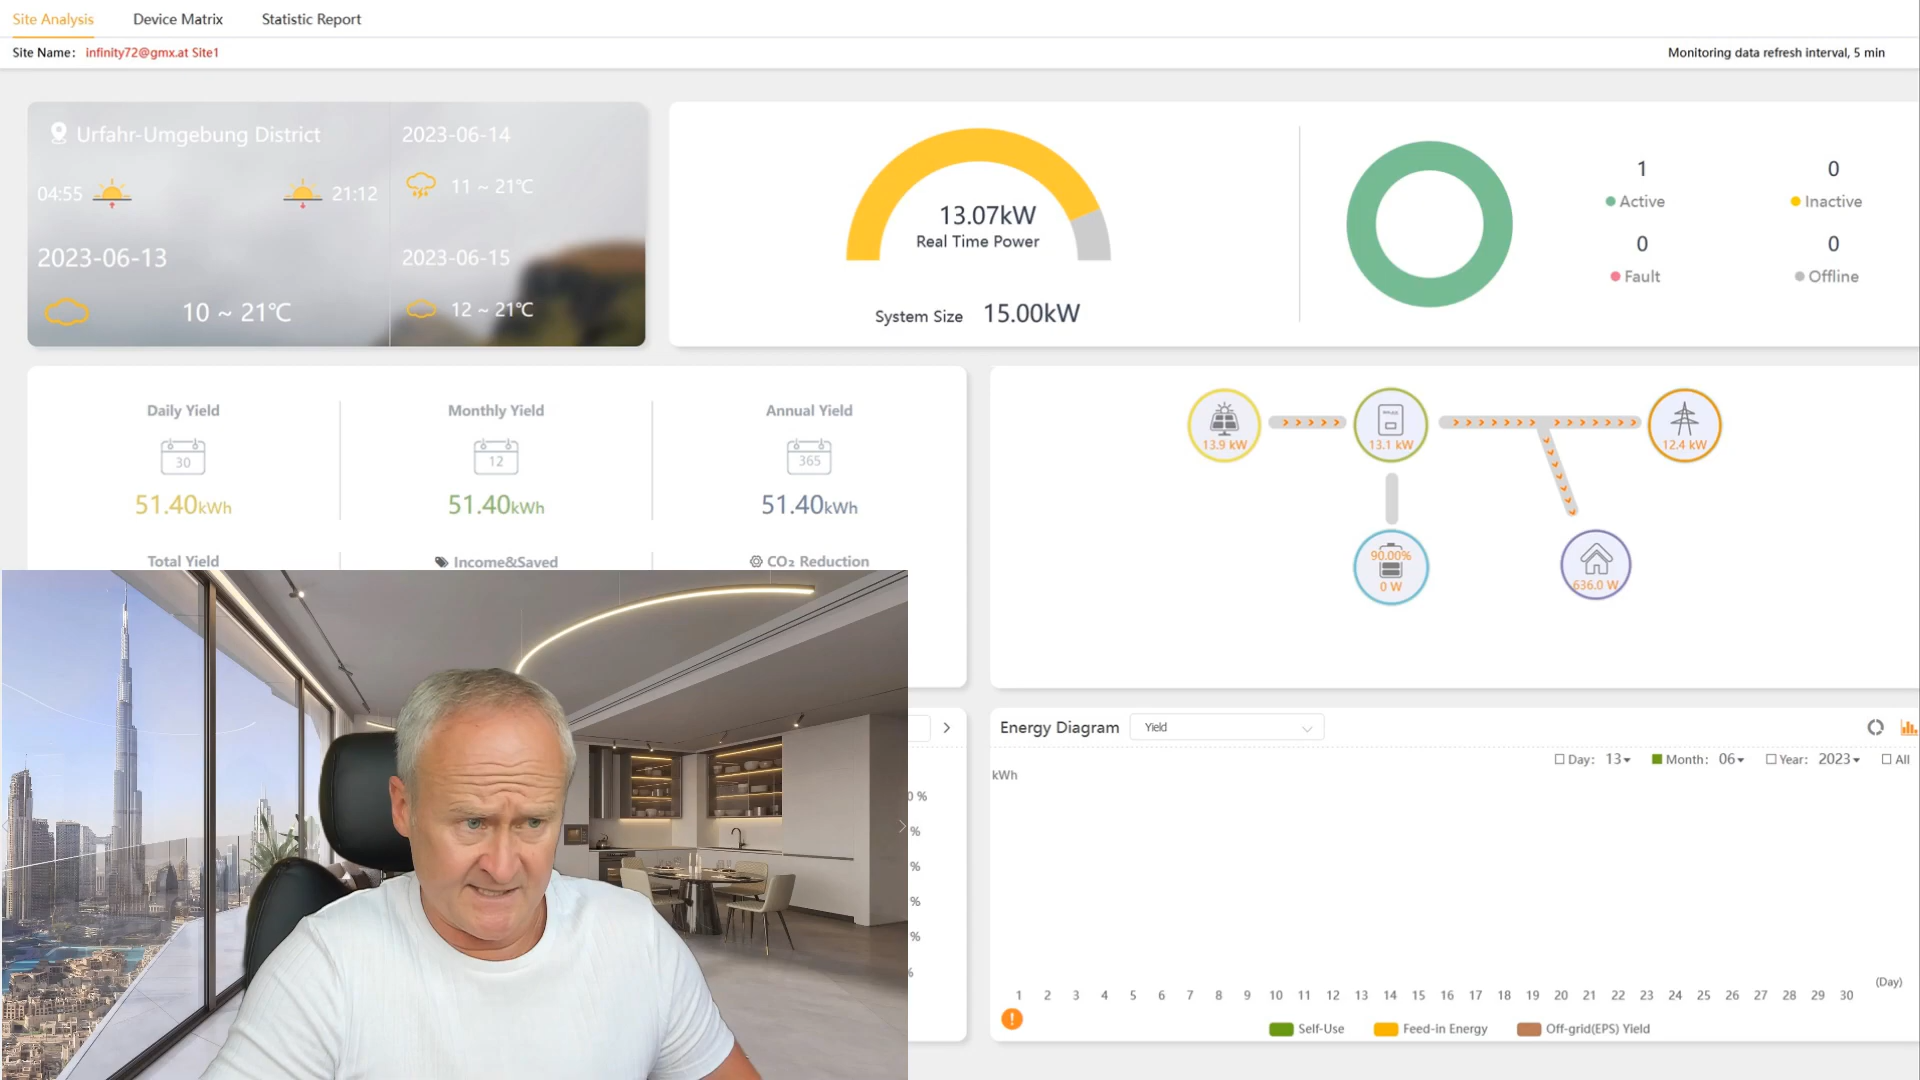 Site Analysis Device Matrix Statistic Report
Site Name: infinity72@gmx.at Site1
Monitoring data refresh interval, 5 min
Urfahr-Umgebung District
04:55
21:12
2023-06-13
10 ~ 21℃
2023-06-14
11 ~ 21℃
2023-06-15
12 ~ 21℃
13.07kW
Real Time Power
System Size 15.00kW
1
Active
0
Inactive
0
Fault
0
Offline
Daily Yield
30
51.40kWh
Monthly Yield
12
51.40kWh
Annual Yield
365
51.40kWh
Total Yield
Income&Saved
CO₂ Reduction
13.9 kW
13.1 kW
12.4 kW
90.00%
0 W
636.0 W
0 %
%
%
%
%
%
Energy Diagram Yield
Day: 13 Month: 06 Year: 2023 All
kWh
1 2 3 4 5 6 7 8 9 10 11 12 13 14 15 16 17 18 19 20 21 22 23 24 25 26 27 28 29 30
(Day)
Self-Use Feed-in Energy Off-grid(EPS) Yield